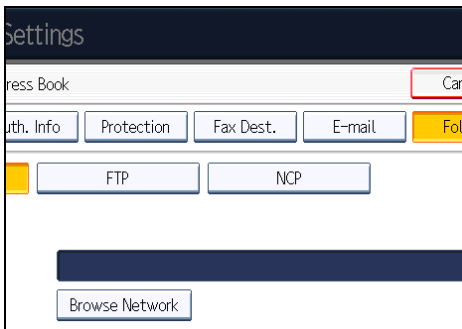 Settings
ress Book Car
uth. Info Protection Fax Dest. E-mail Fol
FTP NCP
Browse Network